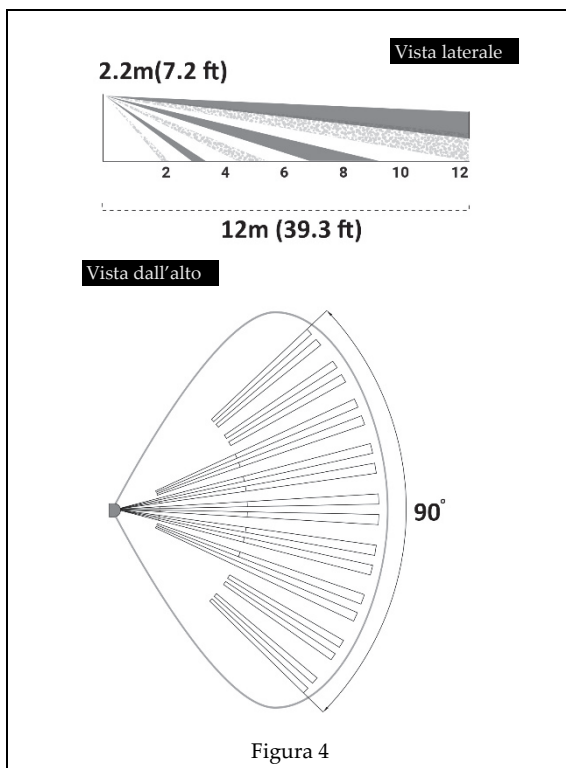 Vista laterale
2.2m(7.2 ft)
2 4 6 8 10 12
12m (39.3 ft)
Vista dall'alto
90°
Figura 4